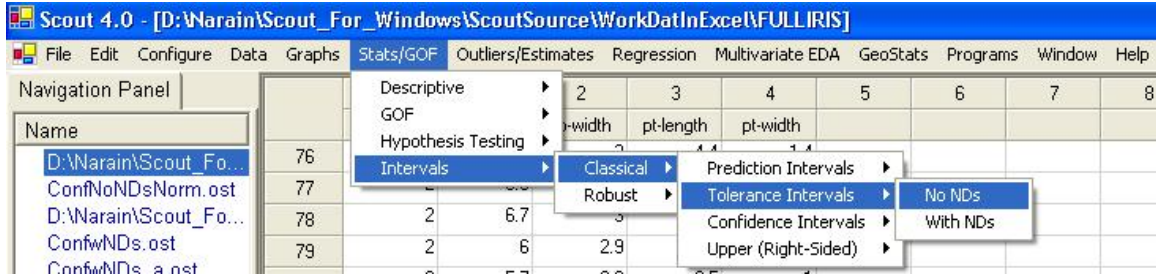 Scout 4.0 - [D:\Narain\Scout_For_Windows\ScoutSource\WorkDatInExcel\FULLIRIS]
File Edit Configure Data Graphs Stats/GOF Outliers/Estimates Regression Multivariate EDA GeoStats Programs Window Help
Navigation Panel
Name
D:\Narain\Scout_Fo...
ConfNoNDsNorm.ost
D:\Narain\Scout_Fo...
ConfwNDs.ost
ConfwNDs_a.ost
Descriptive
GOF
Hypothesis Testing
Intervals
Classical
Robust
Prediction Intervals
Tolerance Intervals
Confidence Intervals
Upper (Right-Sided)
No NDs
With NDs
2 3 4 5 6 7 8
-width pt-length pt-width
76
77 2
78 2 6.7 3
79 2 6 2.9